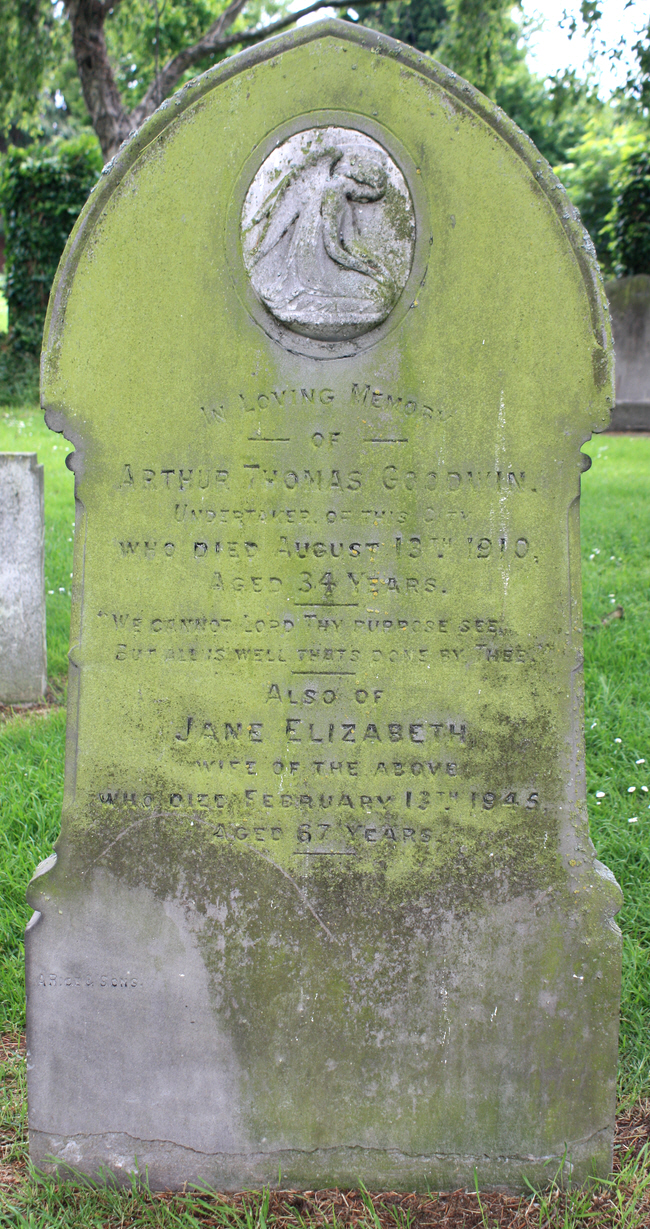 IN LOVING MEMORY
OF
ARTHUR THOMAS GOODWIN.
UNDERTAKER, OF THIS CITY
WHO DIED AUGUST 13TH 1910,
AGED 34 YEARS.
"WE CANNOT LORD THY PURPOSE SEE,
BUT ALL IS WELL THATS DONE BY THEE."
ALSO OF
JANE ELIZABETH,
WIFE OF THE ABOVE
WHO DIED FEBRUARY 13TH 1945,
AGED 67 YEARS.
& SONS.